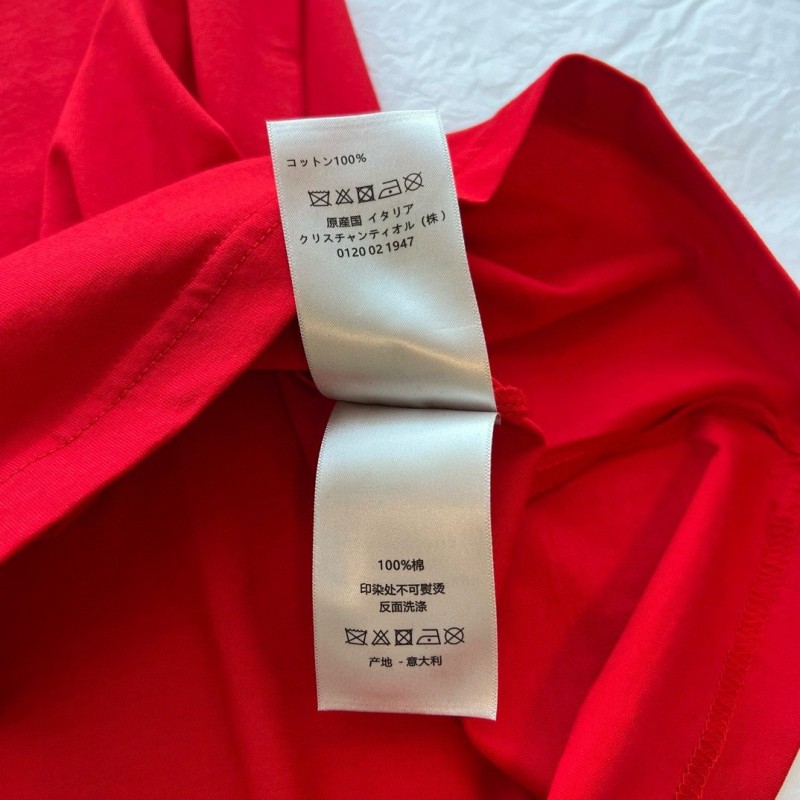 コットン100%
原産国 イタリア
クリスチャンティオル（株）
0120 02 1947
100%棉
印染处不可熨烫
反面洗涤
产地 - 意大利